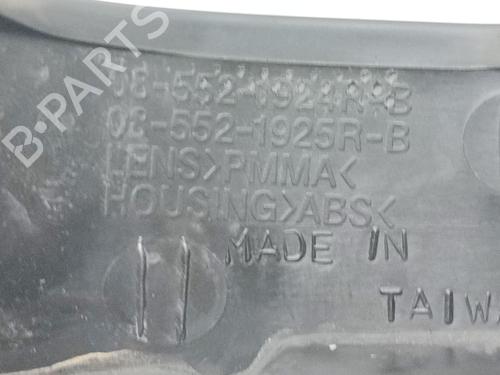 B-PARTS
08-552-1924R-B
08-552-1925R-B
LENS>PMMA<
HOUSING>ABS<
MADE IN